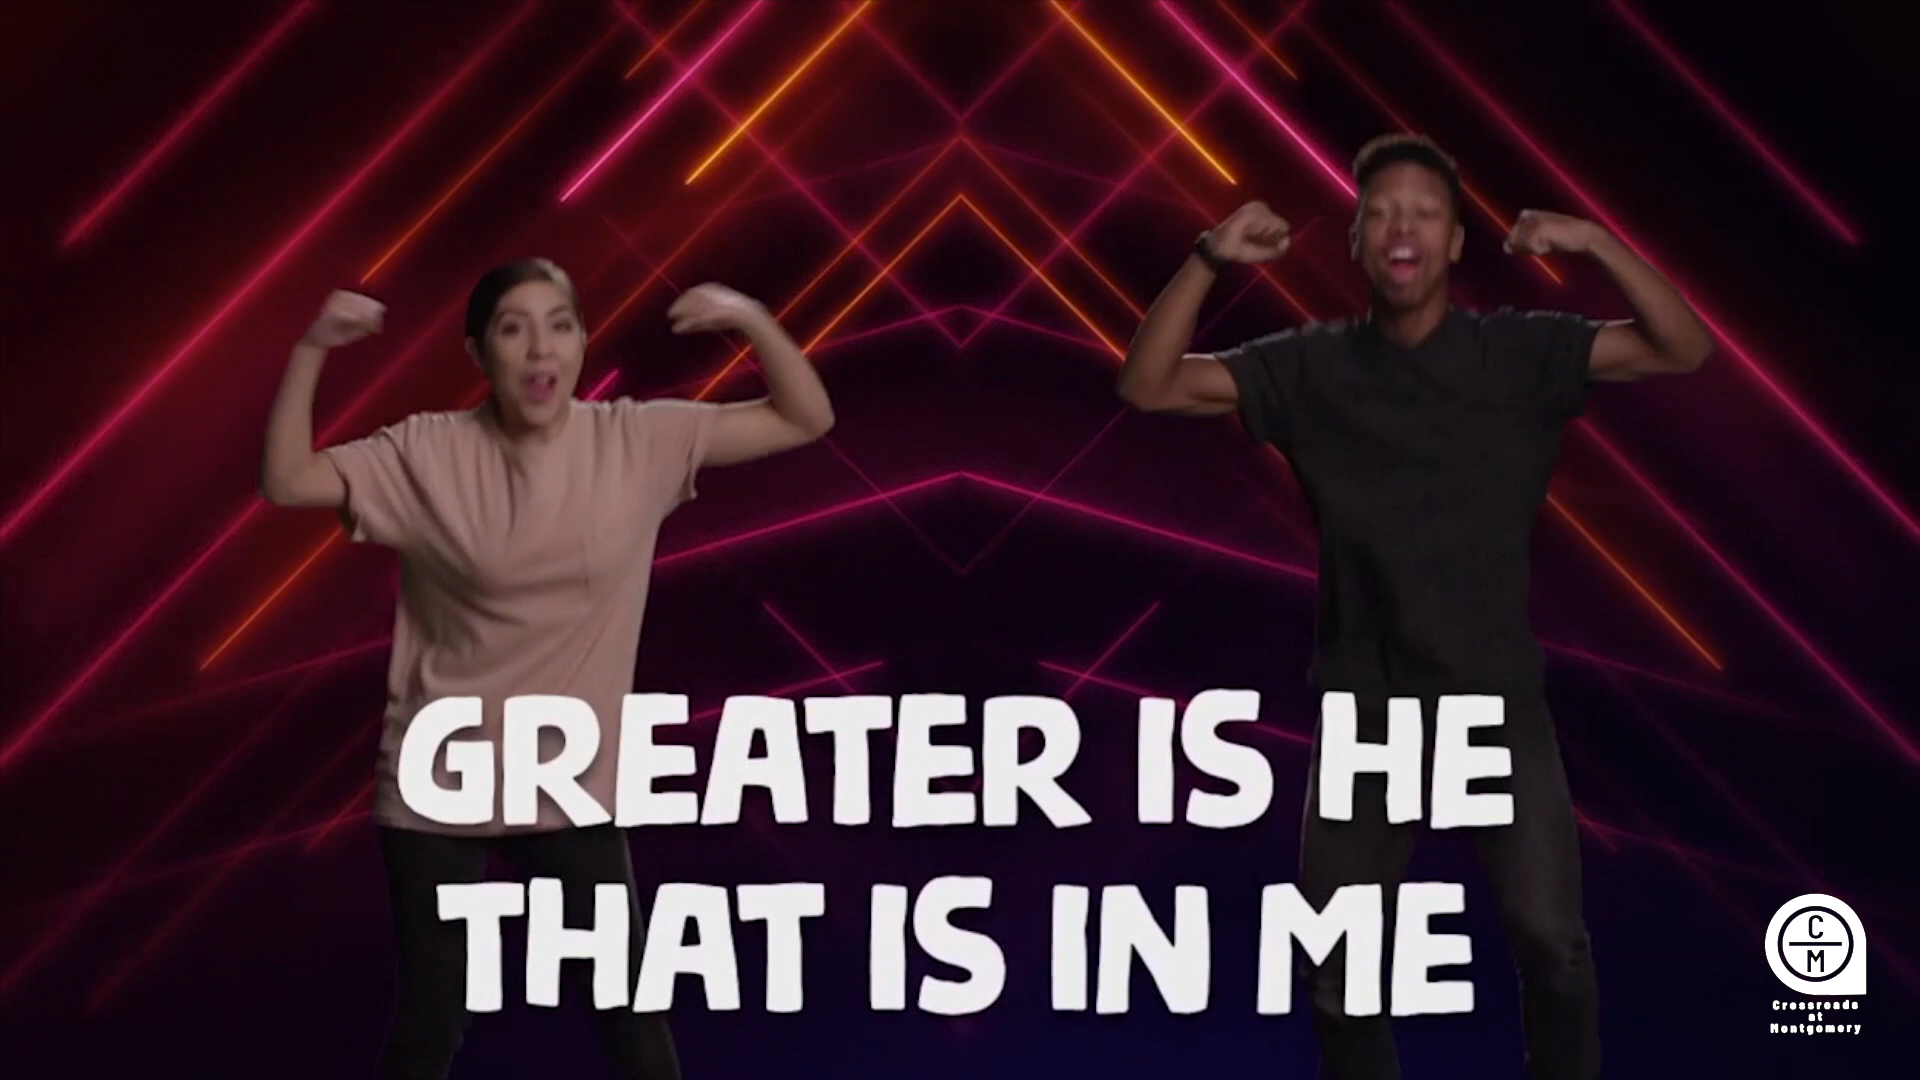 GREATER IS HE
THAT IS IN ME
C
M
Crossroads
at
Montgomery